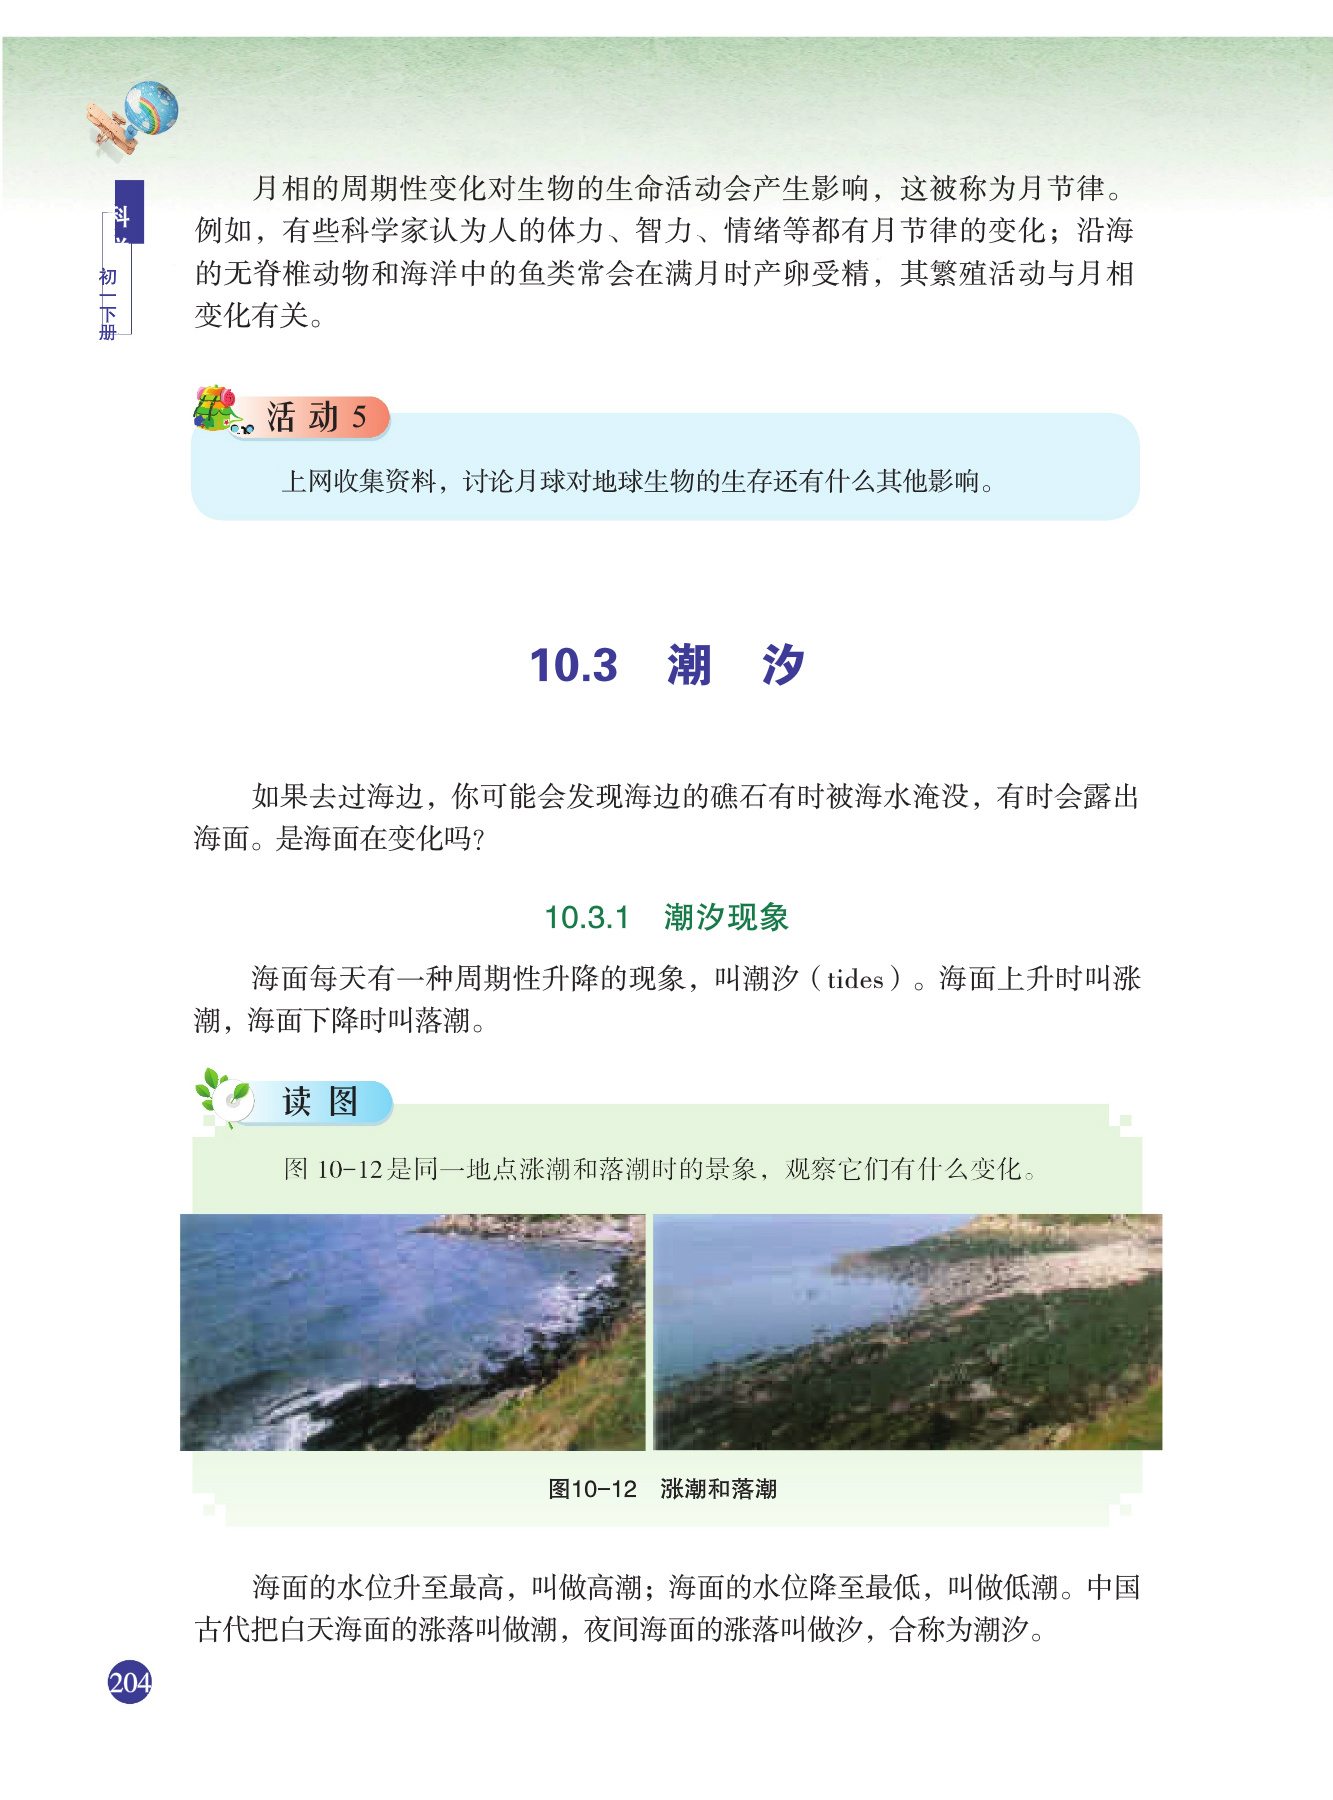 科
初一下册
月相的周期性变化对生物的生命活动会产生影响，这被称为月节律。
例如，有些科学家认为人的体力、智力、情绪等都有月节律的变化；沿海
的无脊椎动物和海洋中的鱼类常会在满月时产卵受精，其繁殖活动与月相
变化有关。
活动5
上网收集资料，讨论月球对地球生物的生存还有什么其他影响。
10.3 潮 汐
如果去过海边，你可能会发现海边的礁石有时被海水淹没，有时会露出
海面。是海面在变化吗？
10.3.1 潮汐现象
海面每天有一种周期性升降的现象，叫潮汐（tides）。海面上升时叫涨
潮，海面下降时叫落潮。
读图
图 10-12是同一地点涨潮和落潮时的景象，观察它们有什么变化。
图10-12 涨潮和落潮
海面的水位升至最高，叫做高潮；海面的水位降至最低，叫做低潮。中国
古代把白天海面的涨落叫做潮，夜间海面的涨落叫做汐，合称为潮汐。
204